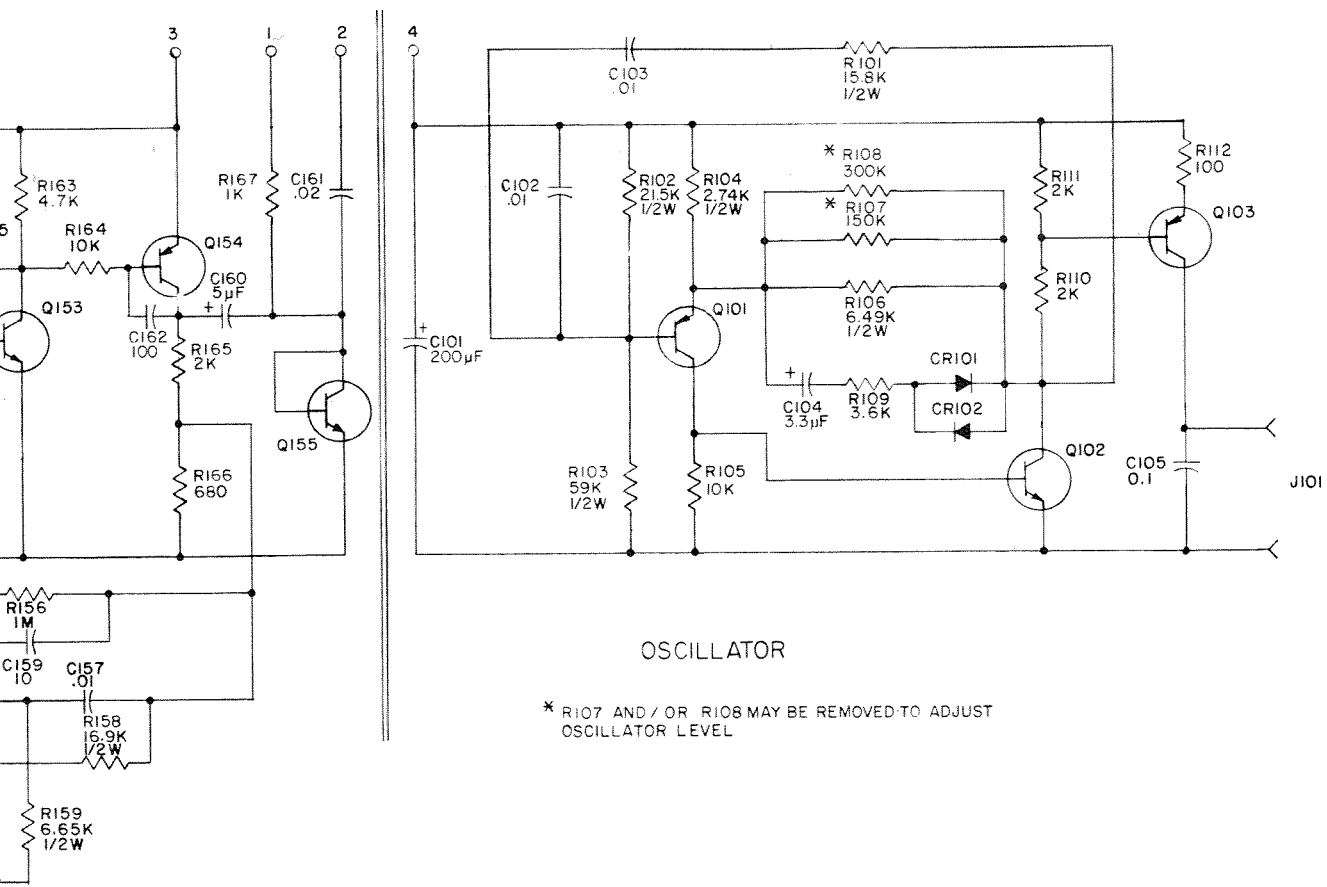 3
1
2
4
C103
.01
R101
15.8K
1/2W
R163
4.7K
R164
10K
5
Q153
Q154
C160
5µF
+
C162
100
R165
2K
R167
1K
C161
.02
Q155
R166
680
R156
1M
C159
10
C157
.01
R158
16.9K
1/2W
R159
6.65K
1/2W
C102
.01
R102
21.5K
1/2W
R104
2.74K
1/2W
* R108
300K
* R107
150K
R106
6.49K
1/2W
Q101
+
C101
200µF
CR101
CR102
+
C104
3.3µF
R109
3.6K
R103
59K
1/2W
R105
10K
R111
2K
R110
2K
R112
100
Q103
Q102
C105
0.1
J101
OSCILLATOR
* R107 AND/OR R108 MAY BE REMOVED TO ADJUST
OSCILLATOR LEVEL